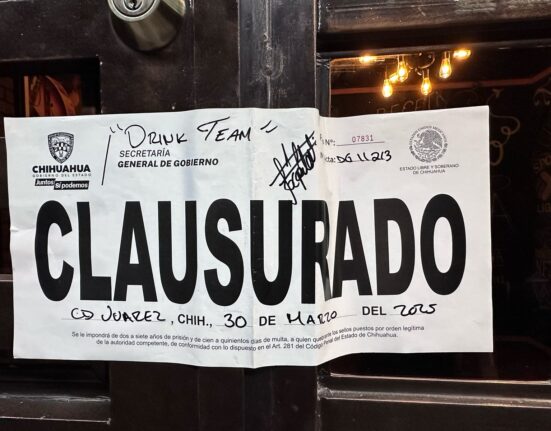 "DRINK TEAM"
CHIHUAHUA
GOBIERNO DEL ESTADO
Juntos Sí podemos
SECRETARÍA
GENERAL DE GOBIERNO
Nº: 07831
Acta: DG 11213
ESTADO LIBRE Y SOBERANO
DE CHIHUAHUA
CLAUSURADO
CD JUAREZ, CHIH., 30 DE MARZO DEL 2025
Se le impondrá de dos a siete años de prisión y de cien a quinientos días de multa, a quien quebrante los sellos puestos por orden legítima
de la autoridad competente, de conformidad con lo dispuesto en el Art. 281 del Código Penal del Estado de Chihuahua.